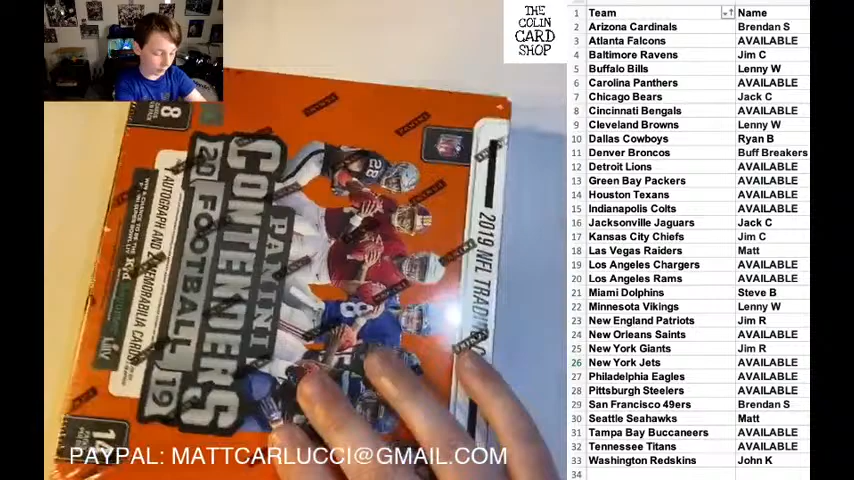 THE
COLIN
CARD
SHOP
1 Team Name
2 Arizona Cardinals Brendan S
3 Atlanta Falcons AVAILABLE
4 Baltimore Ravens Jim C
5 Buffalo Bills Lenny W
6 Carolina Panthers AVAILABLE
7 Chicago Bears Jack C
8 Cincinnati Bengals AVAILABLE
9 Cleveland Browns Lenny W
10 Dallas Cowboys Ryan B
11 Denver Broncos Buff Breakers
12 Detroit Lions AVAILABLE
13 Green Bay Packers AVAILABLE
14 Houston Texans AVAILABLE
15 Indianapolis Colts AVAILABLE
16 Jacksonville Jaguars Jack C
17 Kansas City Chiefs Jim C
18 Las Vegas Raiders Matt
19 Los Angeles Chargers AVAILABLE
20 Los Angeles Rams AVAILABLE
21 Miami Dolphins Steve B
22 Minnesota Vikings Lenny W
23 New England Patriots Jim R
24 New Orleans Saints AVAILABLE
25 New York Giants Jim R
26 New York Jets AVAILABLE
27 Philadelphia Eagles AVAILABLE
28 Pittsburgh Steelers AVAILABLE
29 San Francisco 49ers Brendan S
30 Seattle Seahawks Matt
31 Tampa Bay Buccaneers AVAILABLE
32 Tennessee Titans AVAILABLE
33 Washington Redskins John K
34
8
PANINI
CONTENDERS
20 FOOTBALL 19
AUTOGRAPH AND 2 MEMORABILIA CARDS
2019 NFL TRADING
14
PAYPAL: MATTCARLUCCI@GMAIL.COM